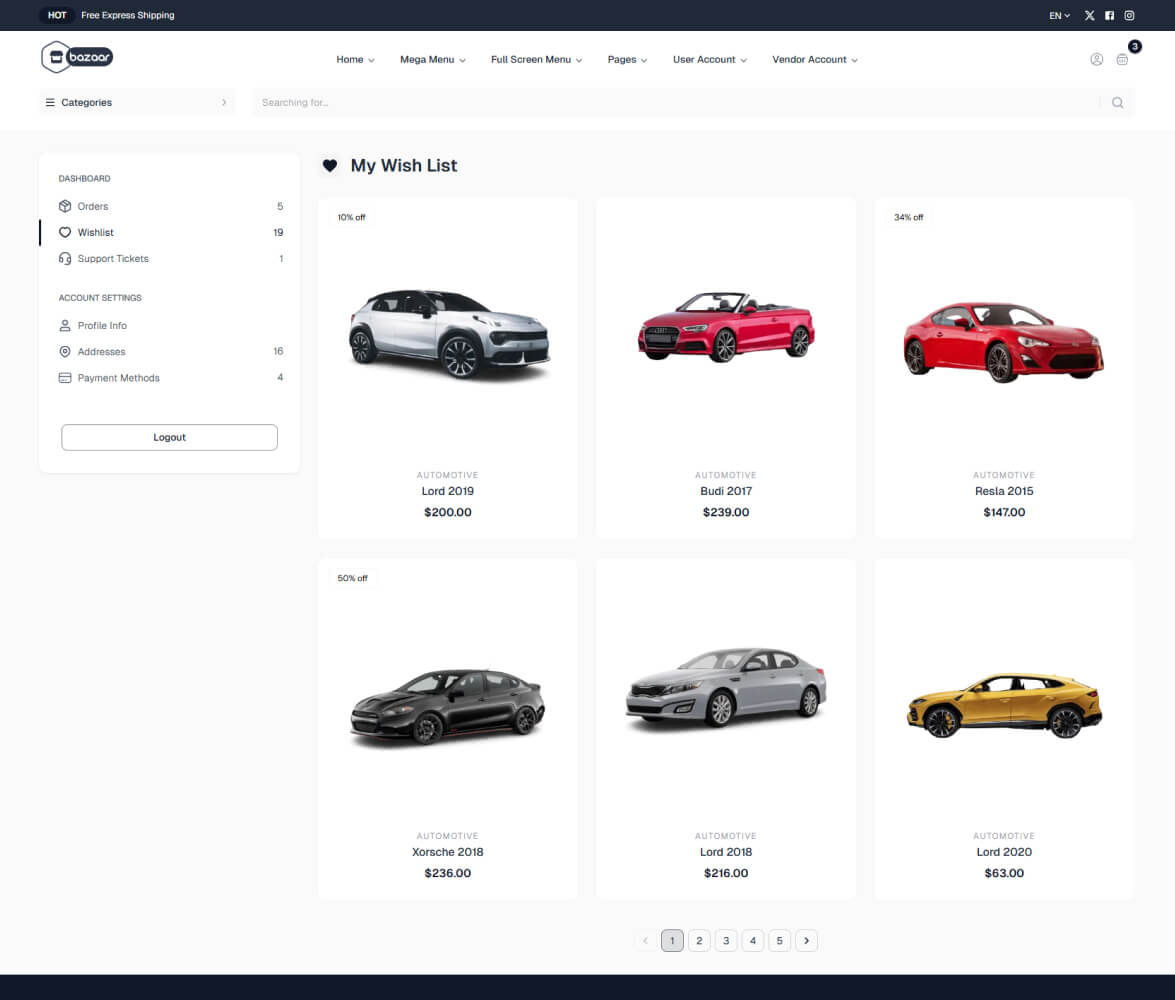 HOT Free Express Shipping EN
bazaar
Home Mega Menu Full Screen Menu Pages User Account Vendor Account 3
Categories Searching for...
DASHBOARD
Orders 5
Wishlist 19
Support Tickets 1
ACCOUNT SETTINGS
Profile Info
Addresses 16
Payment Methods 4
Logout
My Wish List
10% off
AUTOMOTIVE
Lord 2019
$200.00
AUTOMOTIVE
Budi 2017
$239.00
34% off
AUTOMOTIVE
Resla 2015
$147.00
50% off
AUTOMOTIVE
Xorsche 2018
$236.00
AUTOMOTIVE
Lord 2018
$216.00
AUTOMOTIVE
Lord 2020
$63.00
1 2 3 4 5